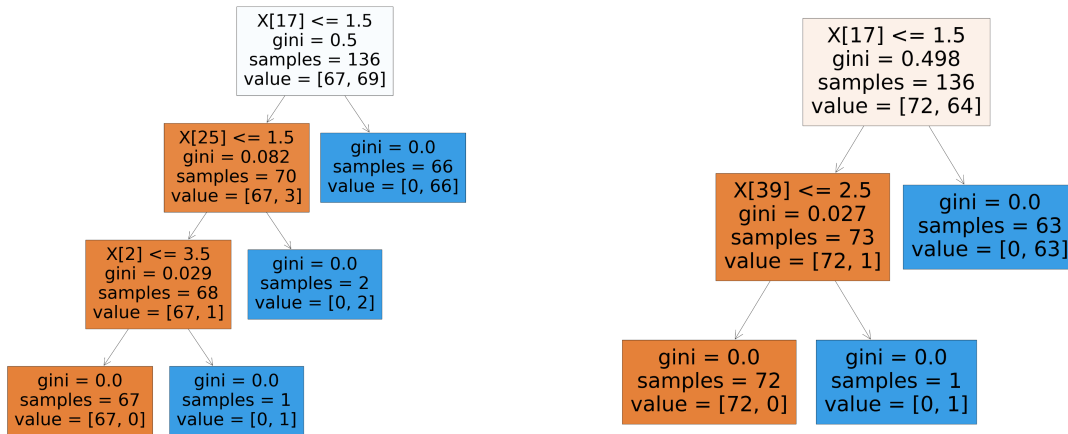 X[17] <= 1.5
gini = 0.5
samples = 136
value = [67, 69]
X[25] <= 1.5
gini = 0.082
samples = 70
value = [67, 3]
gini = 0.0
samples = 66
value = [0, 66]
X[2] <= 3.5
gini = 0.029
samples = 68
value = [67, 1]
gini = 0.0
samples = 2
value = [0, 2]
gini = 0.0
samples = 67
value = [67, 0]
gini = 0.0
samples = 1
value = [0, 1]
X[17] <= 1.5
gini = 0.498
samples = 136
value = [72, 64]
X[39] <= 2.5
gini = 0.027
samples = 73
value = [72, 1]
gini = 0.0
samples = 63
value = [0, 63]
gini = 0.0
samples = 72
value = [72, 0]
gini = 0.0
samples = 1
value = [0, 1]